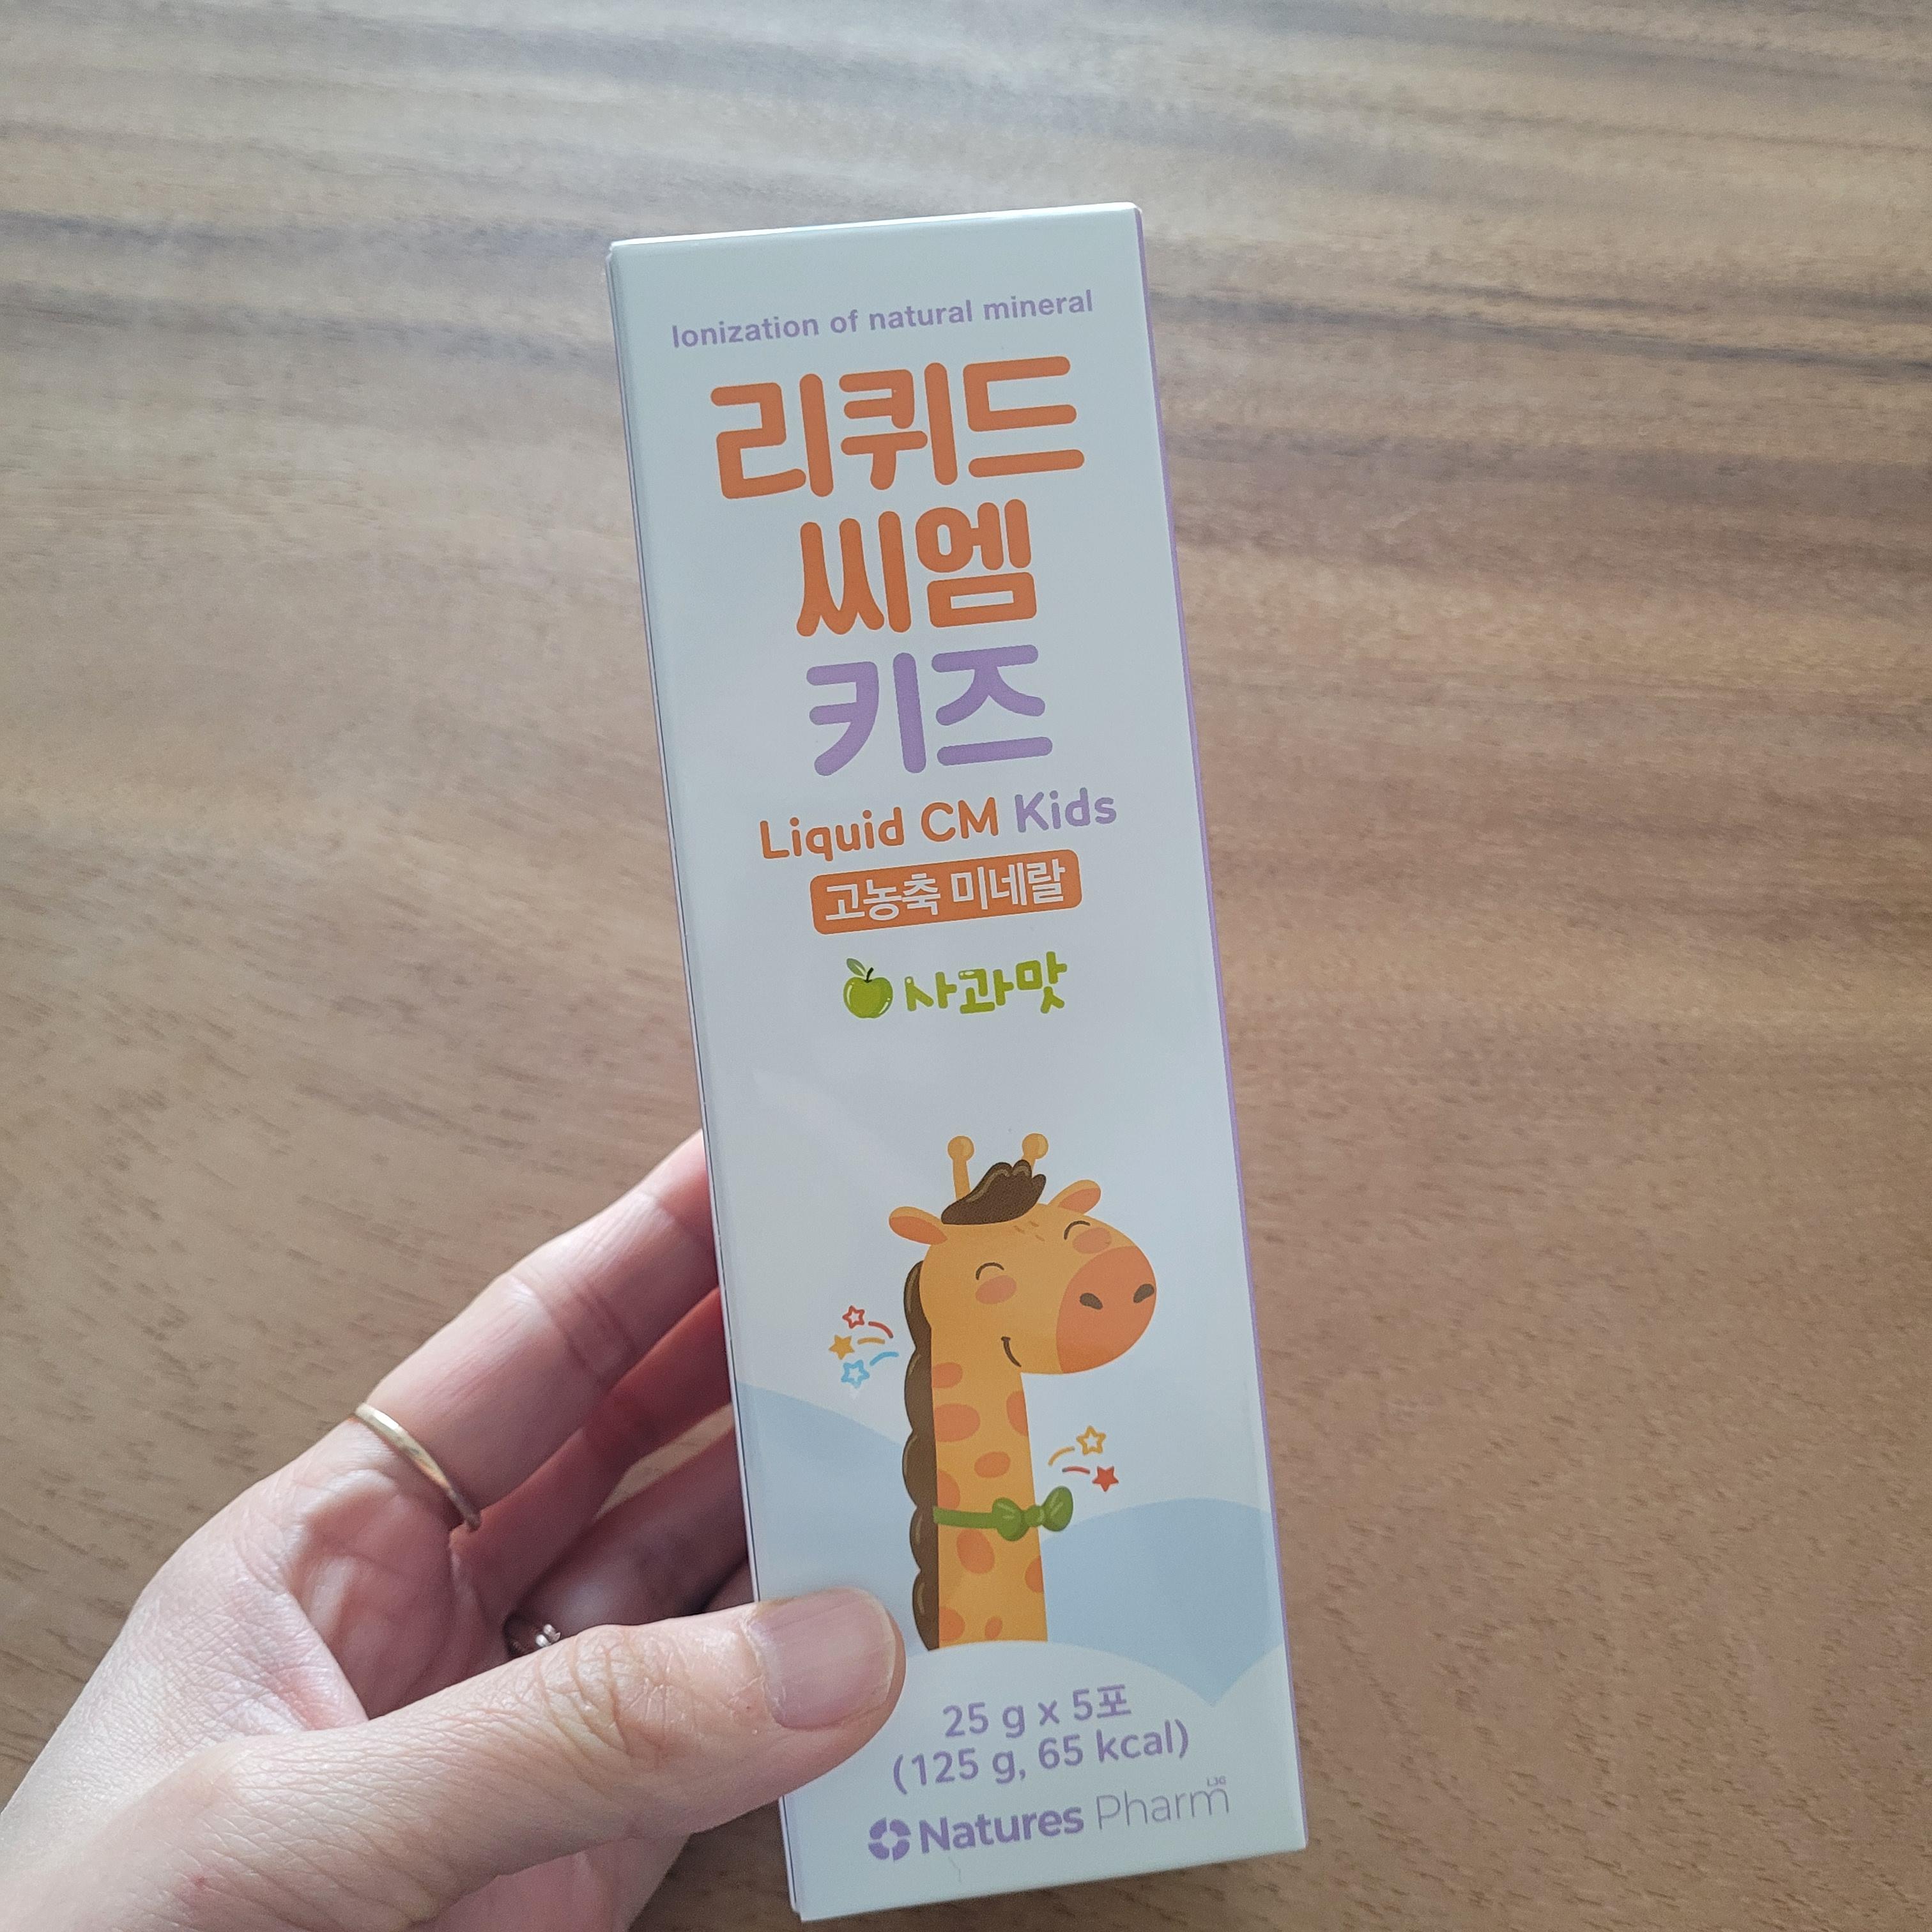 Ionization of natural mineral
리퀴드
씨엠
키즈
Liquid CM Kids
고농축 미네랄
사과맛
25 g x 5포
(125 g, 65 kcal)
Natures Pharm